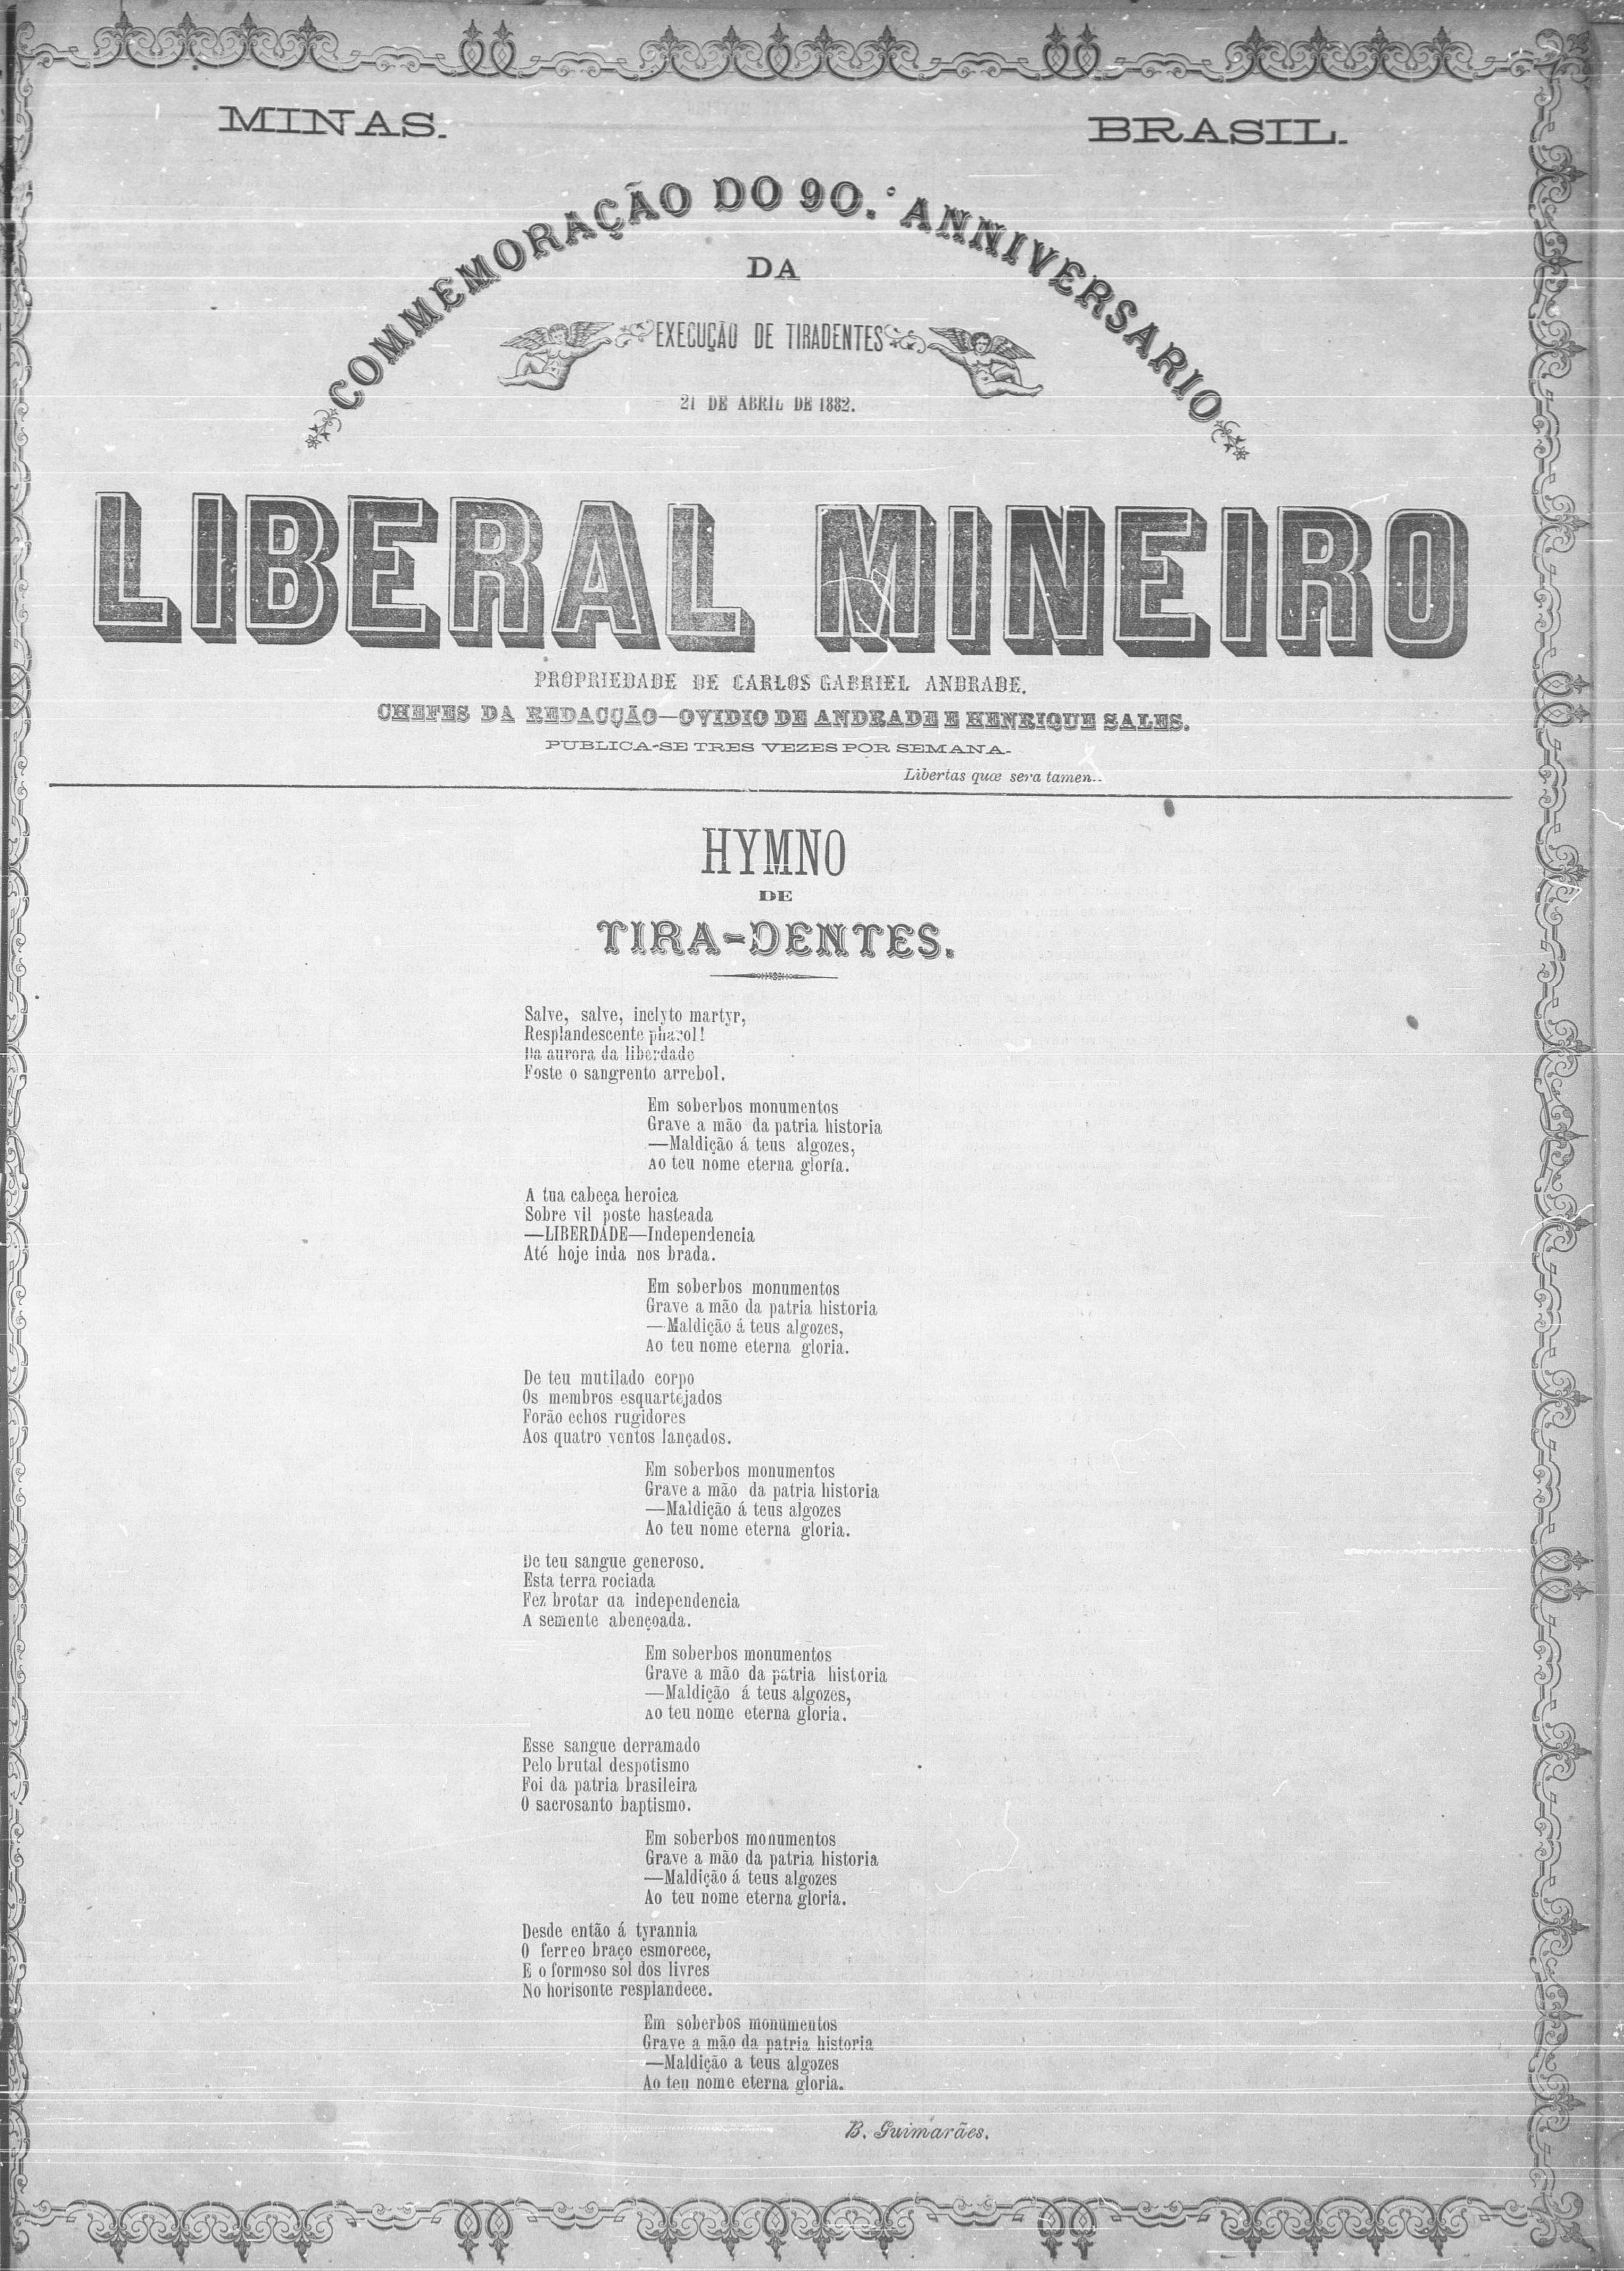 MINAS.
BRASIL.
COMMEMORAÇÃO DO 90.º ANNIVERSARIO
DA
EXECUÇÃO DE TIRADENTES
21 DE ABRIL DE 1882.
LIBERAL MINEIRO
PROPRIEDADE DE CARLOS GABRIEL ANDRADE.
CHEFES DA REDACÇÃO—OVIDIO DE ANDRADE E HENRIQUE SALES.
PUBLICA-SE TRES VEZES POR SEMANA.
Libertas quœ sera tamen..
HYMNO
DE
TIRA-DENTES.
Salve, salve, inclyto martyr,
Resplandescente pharol!
Da aurora da liberdade
Foste o sangrento arrebol.
Em soberbos monumentos
Grave a mão da patria historia
—Maldição á teus algozes,
Ao teu nome eterna gloria.
A tua cabeça heroica
Sobre vil poste hasteada
—LIBERDADE—Independencia
Até hoje inda nos brada.
Em soberbos monumentos
Grave a mão da patria historia
—Maldição á teus algozes,
Ao teu nome eterna gloria.
De teu mutilado corpo
Os membros esquartejados
Forão echos rugidores
Aos quatro ventos lançados.
Em soberbos monumentos
Grave a mão da patria historia
—Maldição á teus algozes
Ao teu nome eterna gloria.
De teu sangue generoso.
Esta terra rociada
Fez brotar da independencia
A semente abençoada.
Em soberbos monumentos
Grave a mão da patria historia
—Maldição á teus algozes,
Ao teu nome eterna gloria.
Esse sangue derramado
Pelo brutal despotismo
Foi da patria brasileira
O sacrosanto baptismo.
Em soberbos monumentos
Grave a mão da patria historia
—Maldição á teus algozes
Ao teu nome eterna gloria.
Desde então á tyrannia
O ferreo braço esmorece,
E o formoso sol dos livres
No horisonte resplandece.
Em soberbos monumentos
Grave a mão da patria historia
—Maldição a teus algozes
Ao teu nome eterna gloria.
B. Guimarães.